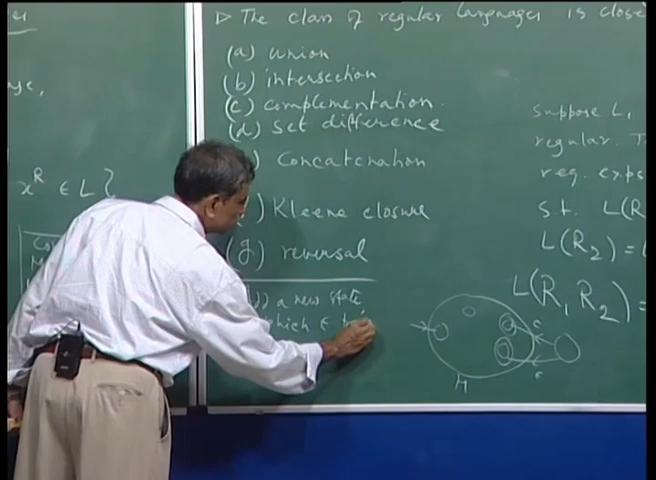 x^R ∈ L }
▷ The class of regular languages is close
(a) union
(b) intersection
(c) complementation.
(d) set difference
) concatenation
) Kleene closure
(g) reversal
) a new state
which ∈
suppose L,
regular. T
reg. exps
s.t. L(R
L(R₂) =
L(R₁R₂) =
M
ε
ε